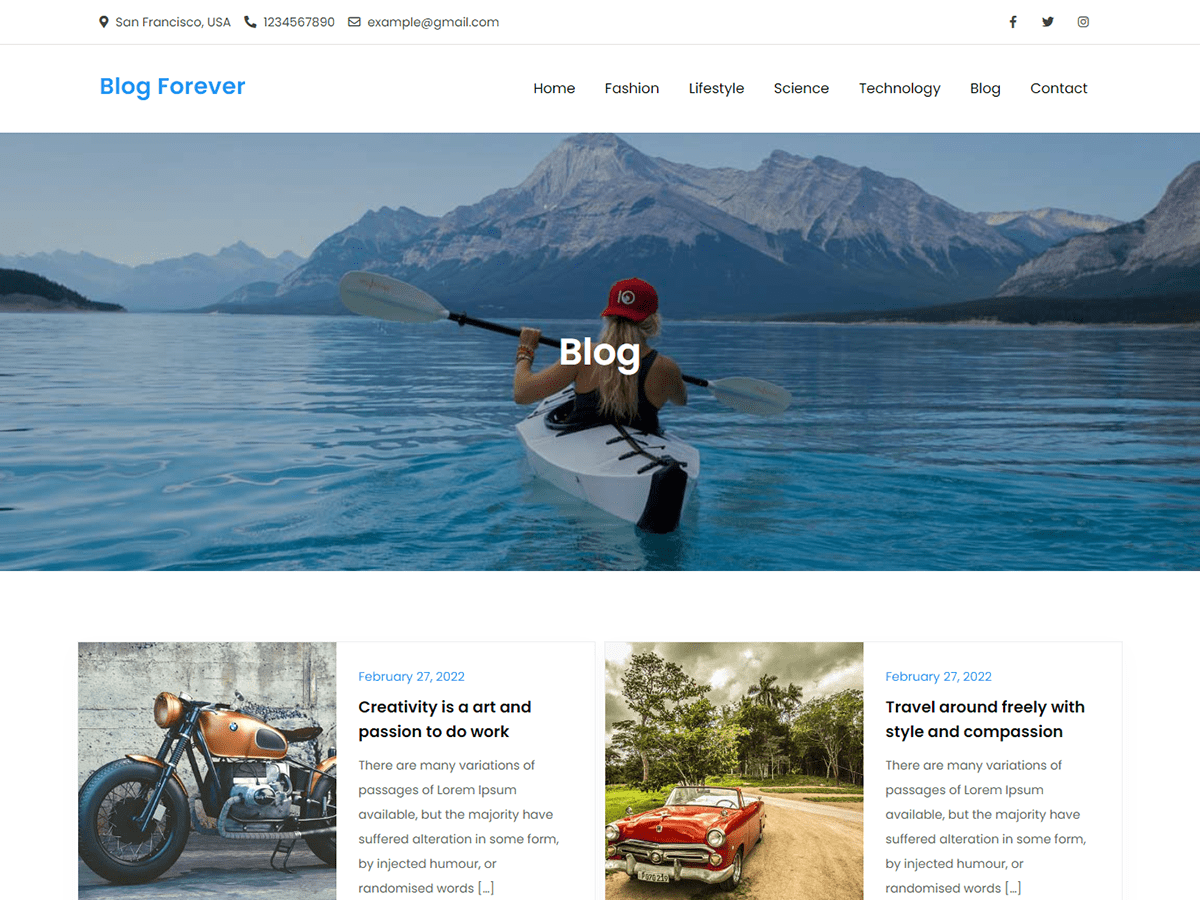 San Francisco, USA 1234567890 example@gmail.com
Blog Forever
Home Fashion Lifestyle Science Technology Blog Contact
Blog
February 27, 2022
Creativity is a art and
passion to do work
There are many variations of
passages of Lorem Ipsum
available, but the majority have
suffered alteration in some form,
by injected humour, or
randomised words [...]
February 27, 2022
Travel around freely with
style and compassion
There are many variations of
passages of Lorem Ipsum
available, but the majority have
suffered alteration in some form,
by injected humour, or
randomised words [...]